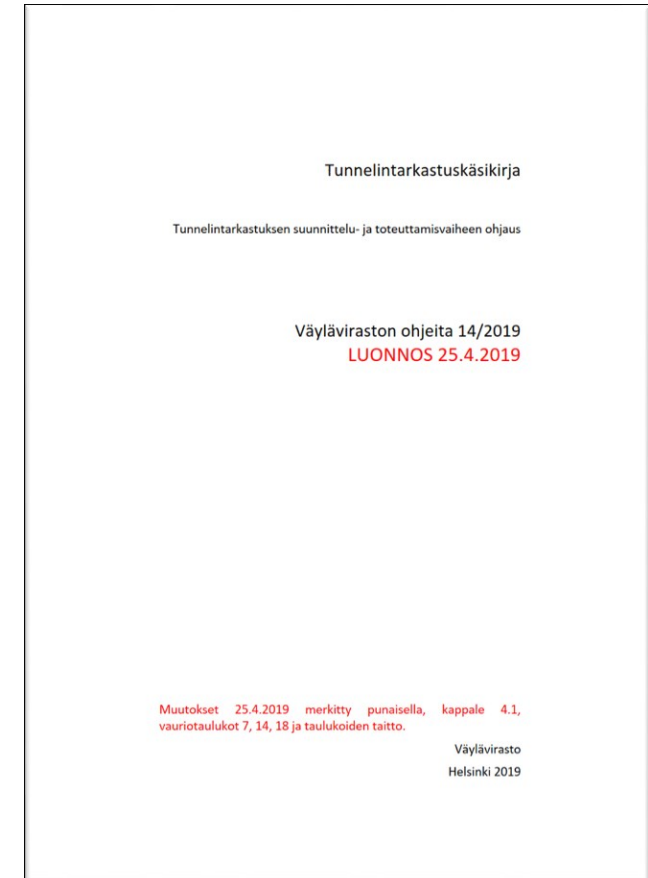 Tunnelintarkastuskäsikirja
Tunnelintarkastuksen suunnittelu- ja toteuttamisvaiheen ohjaus
Väyläviraston ohjeita 14/2019
LUONNOS 25.4.2019
Muutokset 25.4.2019 merkitty punaisella, kappale 4.1,
vauriotaulukot 7, 14, 18 ja taulukoiden taitto.
Väylävirasto
Helsinki 2019